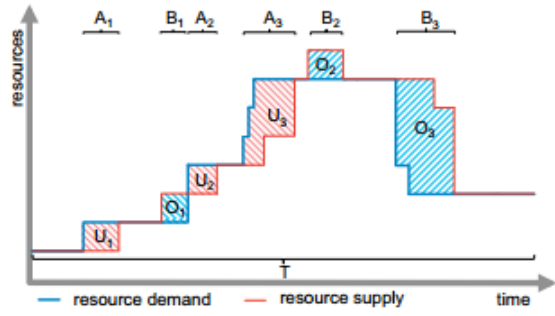 A1 B1 A2 A3 B2 B3
resources
O2
U3
O3
U2
O1
U1
T
resource demand resource supply time